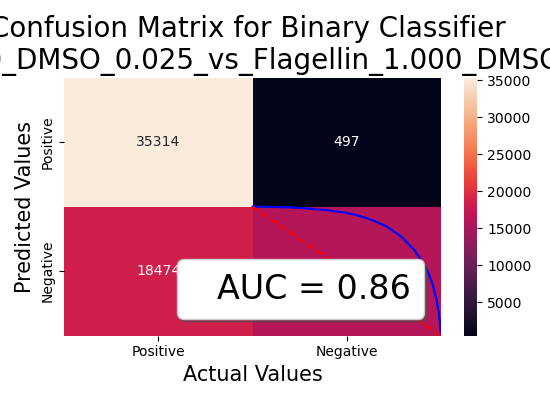 Confusion Matrix for Binary Classifier
_DMSO_0.025_vs_Flagellin_1.000_DMSO
Predicted Values
Positive
Negative
35314
497
18474
AUC = 0.86
Positive
Negative
Actual Values
35000
30000
25000
20000
15000
10000
5000